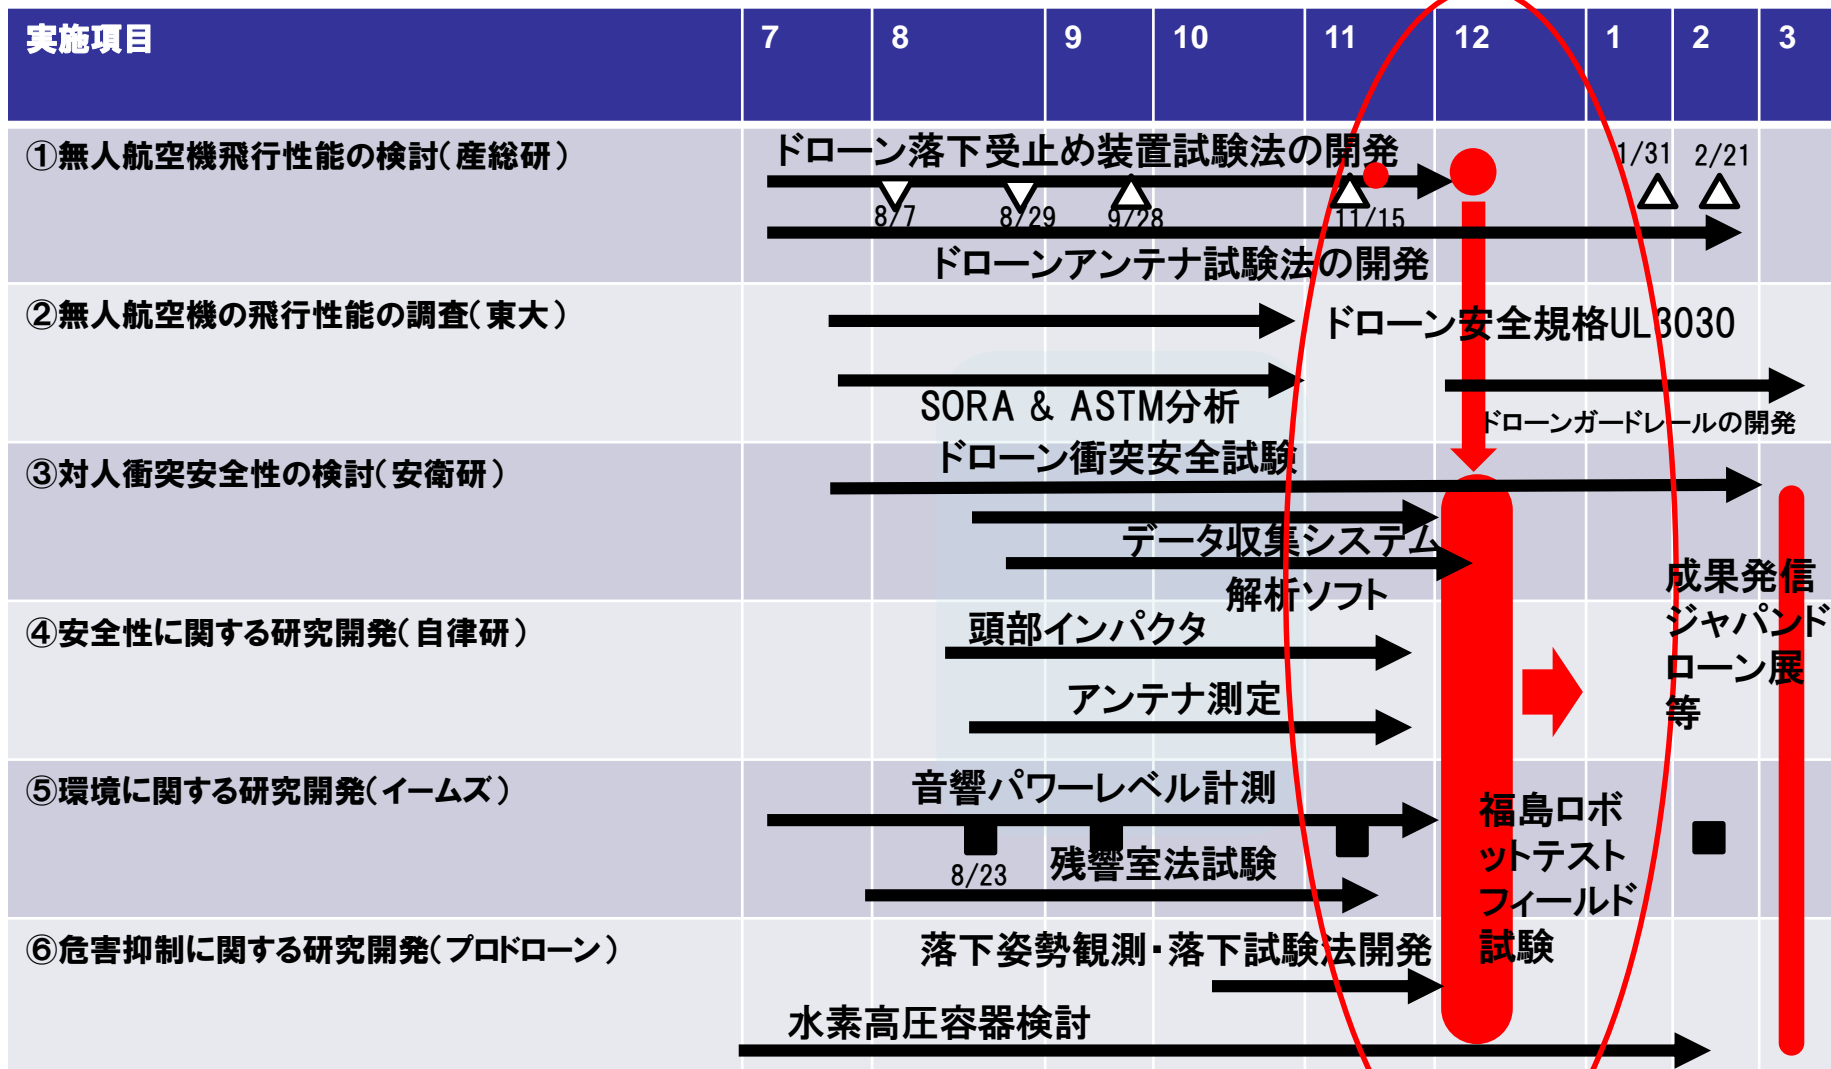 実施項目 7 8 9 10 11 12 1 2 3
①無人航空機飛行性能の検討(産総研)
ドローン落下受止め装置試験法の開発
1/31 2/21
8/7 8/29 9/28 11/15
ドローンアンテナ試験法の開発
②無人航空機の飛行性能の調査(東大)
ドローン安全規格UL3030
SORA & ASTM分析
ドローンガードレールの開発
③対人衝突安全性の検討(安衛研)
ドローン衝突安全試験
データ収集システム
解析ソフト
④安全性に関する研究開発(自律研)
頭部インパクタ
アンテナ測定
成果発信
ジャパンド
ローン展
等
⑤環境に関する研究開発(イームズ)
音響パワーレベル計測
8/23
残響室法試験
福島ロボ
ットテスト
フィールド
試験
⑥危害抑制に関する研究開発(プロドローン)
落下姿勢観測・落下試験法開発
水素高圧容器検討